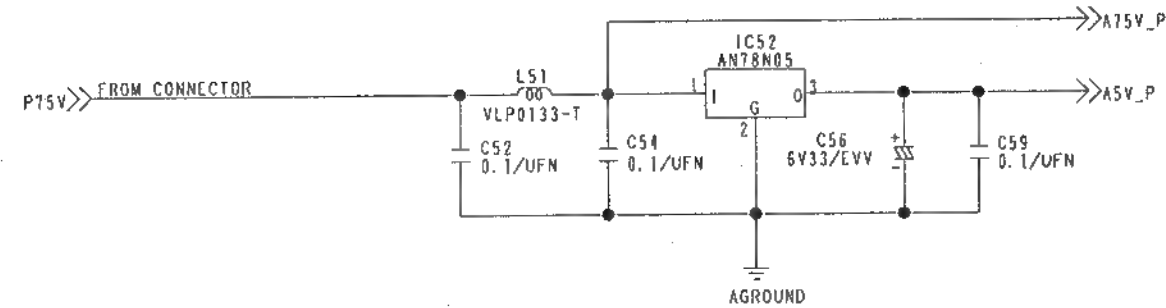 A75V_P
IC52
AN78N05
L51
P75V FROM CONNECTOR
1 I O 3
A5V_P
VLP0133-T
G
2
C52
0.1/UFN
C54
0.1/UFN
C56
6V33/EVV
+
-
C59
0.1/UFN
AGROUND